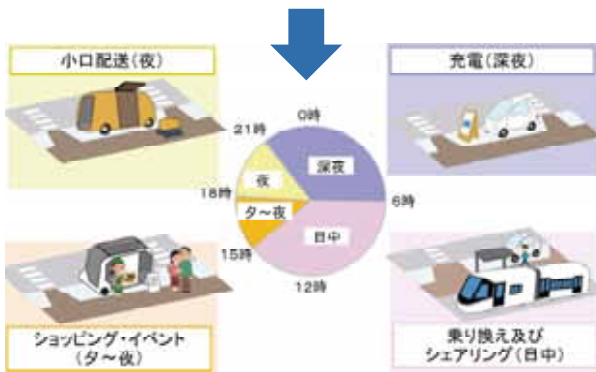 小口配送(夜)
充電(深夜)
0時
21時
深夜
夜
18時
6時
夕～夜
日中
15時
12時
ショッピング・イベント
(夕～夜)
乗り換え及び
シェアリング(日中)